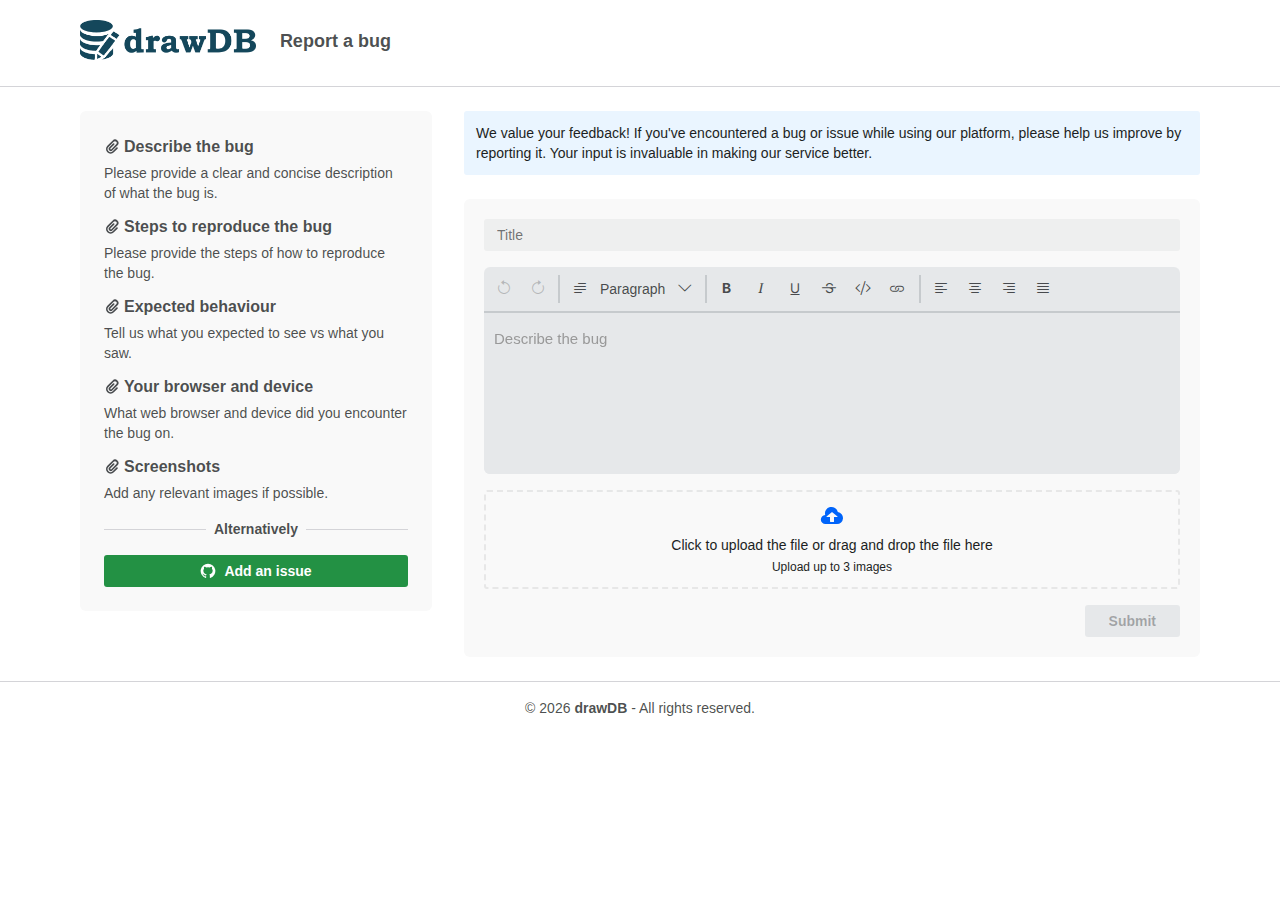 drawDB
Report a bug
Describe the bug
Please provide a clear and concise description
of what the bug is.
Steps to reproduce the bug
Please provide the steps of how to reproduce
the bug.
Expected behaviour
Tell us what you expected to see vs what you
saw.
Your browser and device
What web browser and device did you encounter
the bug on.
Screenshots
Add any relevant images if possible.
Alternatively
Add an issue
We value your feedback! If you've encountered a bug or issue while using our platform, please help us improve by
reporting it. Your input is invaluable in making our service better.
Title
Paragraph B I U S
Describe the bug
Click to upload the file or drag and drop the file here
Upload up to 3 images
Submit
© 2026 drawDB - All rights reserved.